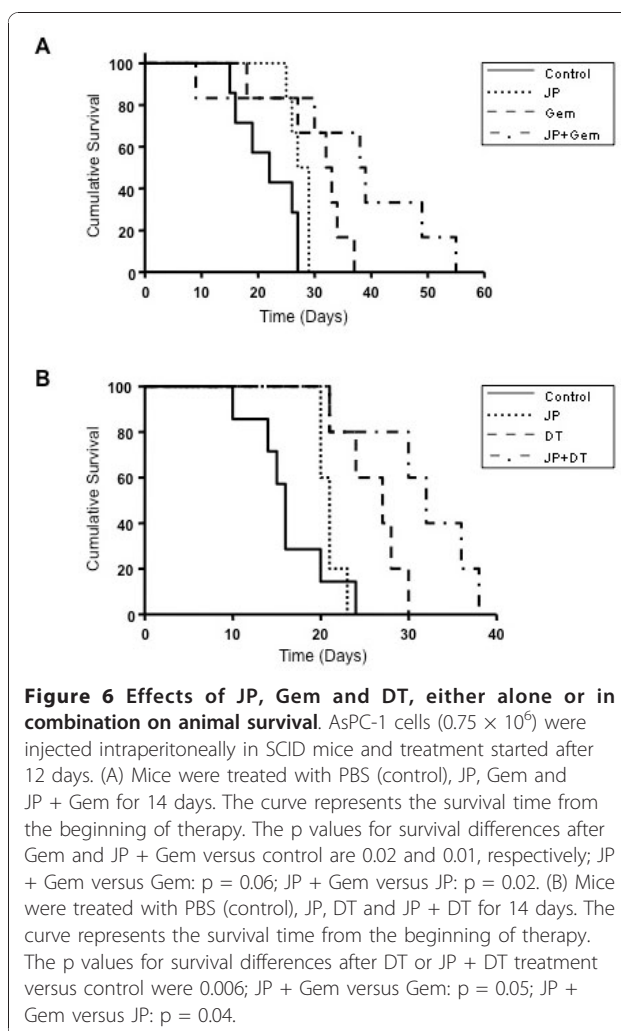 A
100
80
60
40
20
0
Cumulative Survival
0 10 20 30 40 50 60
Time (Days)
Control
JP
Gem
JP+Gem
B
100
80
60
40
20
0
Cumulative Survival
0 10 20 30 40
Time (Days)
Control
JP
DT
JP+DT
Figure 6 Effects of JP, Gem and DT, either alone or in
combination on animal survival. AsPC-1 cells (0.75 × 10⁶) were
injected intraperitoneally in SCID mice and treatment started after
12 days. (A) Mice were treated with PBS (control), JP, Gem and
JP + Gem for 14 days. The curve represents the survival time from
the beginning of therapy. The p values for survival differences after
Gem and JP + Gem versus control are 0.02 and 0.01, respectively; JP
+ Gem versus Gem: p = 0.06; JP + Gem versus JP: p = 0.02. (B) Mice
were treated with PBS (control), JP, DT and JP + DT for 14 days. The
curve represents the survival time from the beginning of therapy.
The p values for survival differences after DT or JP + DT treatment
versus control were 0.006; JP + Gem versus Gem: p = 0.05; JP +
Gem versus JP: p = 0.04.